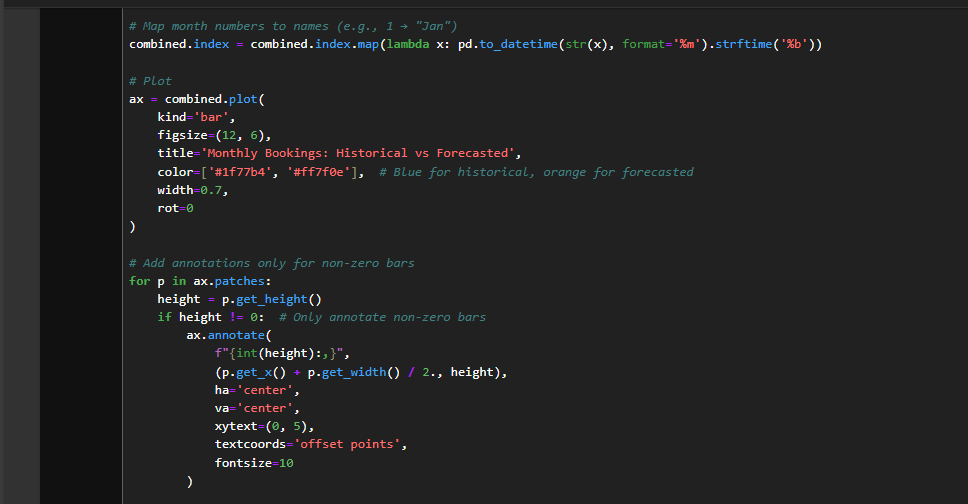 # Map month numbers to names (e.g., 1 → "Jan")
combined.index = combined.index.map(lambda x: pd.to_datetime(str(x), format='%m').strftime('%b'))
# Plot
ax = combined.plot(
kind='bar',
figsize=(12, 6),
title='Monthly Bookings: Historical vs Forecasted',
color=['#1f77b4', '#ff7f0e'],  # Blue for historical, orange for forecasted
width=0.7,
rot=0
)
# Add annotations only for non-zero bars
for p in ax.patches:
height = p.get_height()
if height != 0:  # Only annotate non-zero bars
ax.annotate(
f"{int(height):,}",
(p.get_x() + p.get_width() / 2., height),
ha='center',
va='center',
xytext=(0, 5),
textcoords='offset points',
fontsize=10
)